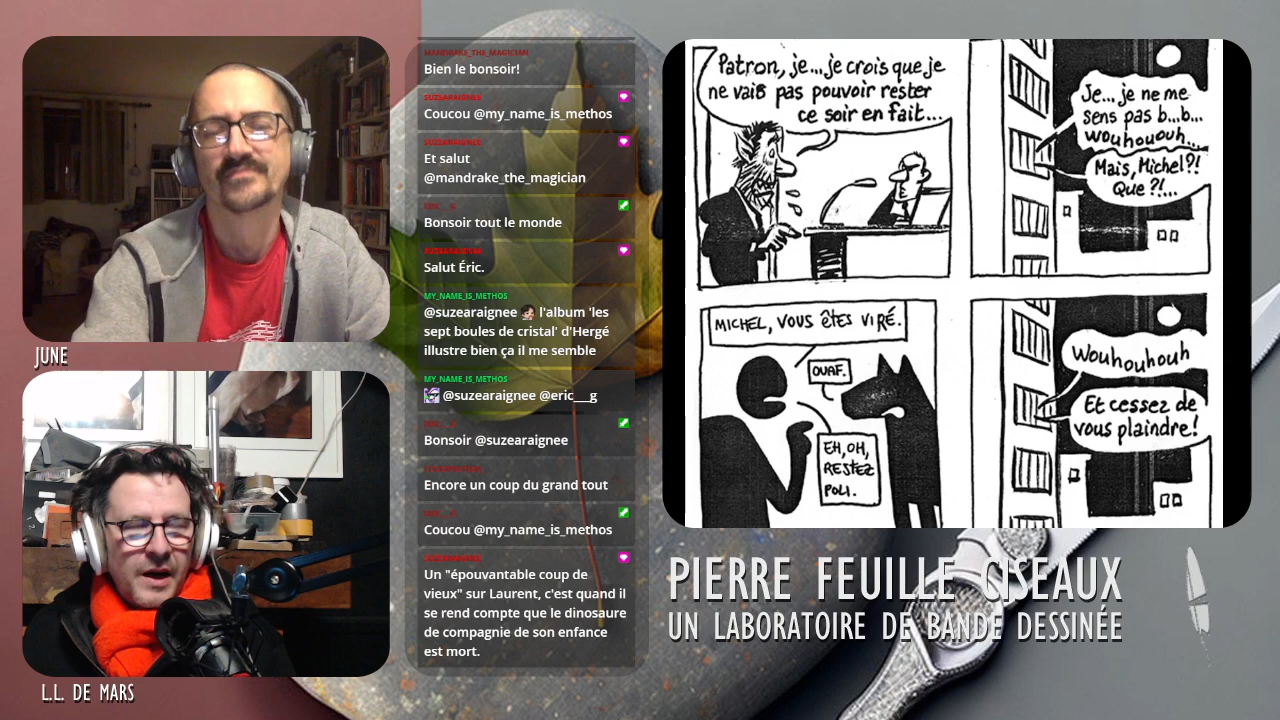 JUNE
L.L. DE MARS
MANDRAKE_THE_MAGICIAN
Bien le bonsoir!
SUZEARAIGNEE
Coucou @my_name_is_methos
SUZEARAIGNEE
Et salut
@mandrake_the_magician
Bonsoir tout le monde
SUZEARAIGNEE
Salut Éric.
MY_NAME_IS_METHOS
@suzearaignee l'album 'les
sept boules de cristal' d'Hergé
illustre bien ça il me semble
MY_NAME_IS_METHOS
@suzearaignee @eric___g
Bonsoir @suzearaignee
Encore un coup du grand tout
Coucou @my_name_is_methos
SUZEARAIGNEE
Un "épouvantable coup de
vieux" sur Laurent, c'est quand il
se rend compte que le dinosaure
de compagnie de son enfance
est mort.
Patron, je...je crois que je
ne vais pas pouvoir rester
ce soir en fait...
Je... je ne me
sens pas b...b...
wouhouoh...
Mais, Michel?!
Que ?!...
MICHEL, VOUS ÊTES VIRÉ.
OUAF.
EH, OH,
RESTEZ
POLI.
Wouhouhouh
Et cessez de
vous plaindre!
PIERRE FEUILLE CISEAUX
UN LABORATOIRE DE BANDE DESSINÉE